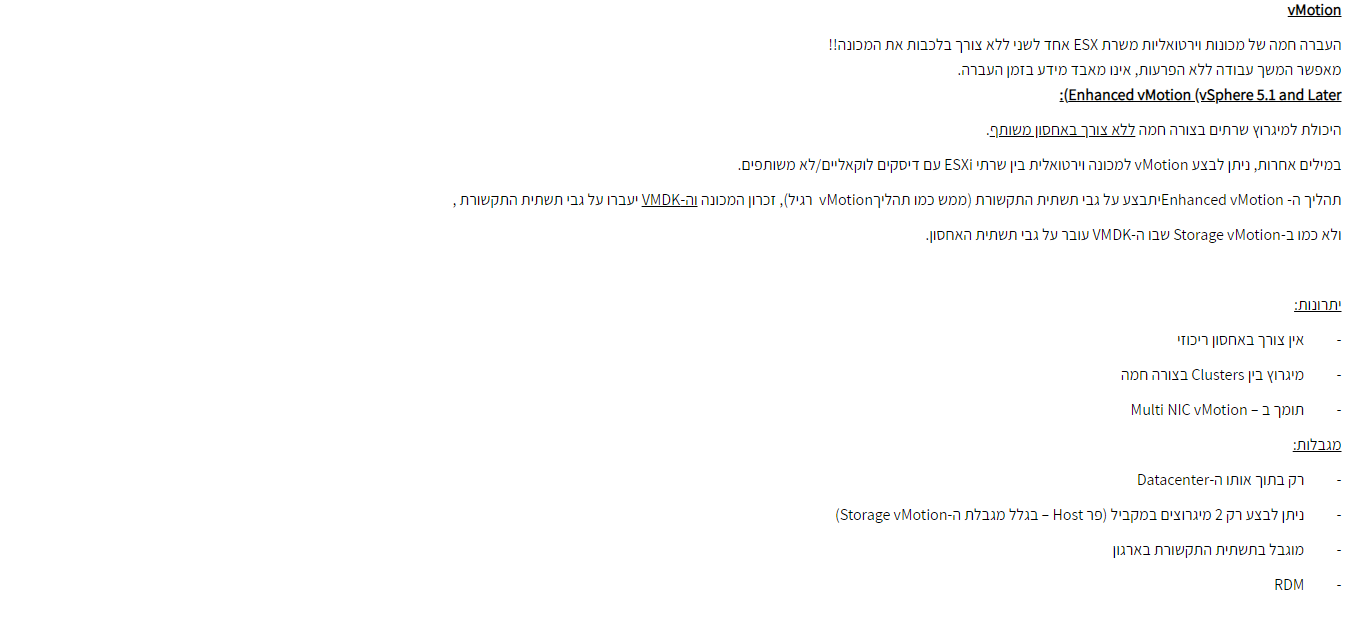 vMotion
העברה חמה של מכונות וירטואליות משרת ESX אחד לשני ללא צורך בלכבות את המכונה!!
מאפשר המשך עבודה ללא הפרעות, אינו מאבד מידע בזמן העברה.
Enhanced vMotion (vSphere 5.1 and Later):
היכולת למיגרוץ שרתים בצורה חמה ללא צורך באחסון משותף.
במילים אחרות, ניתן לבצע vMotion למכונה וירטואלית בין שרתי ESXi עם דיסקים לוקאליים/לא משותפים.
תהליך ה- Enhanced vMotionיתבצע על גבי תשתית התקשורת (ממש כמו תהליךvMotion רגיל), זכרון המכונה וה-VMDK יעברו על גבי תשתית התקשורת ,
ולא כמו ב-Storage vMotion שבו ה-VMDK עובר על גבי תשתית האחסון.
יתרונות:
- אין צורך באחסון ריכוזי
- מיגרוץ בין Clusters בצורה חמה
- תומך ב – Multi NIC vMotion
מגבלות:
- רק בתוך אותו ה-Datacenter
- ניתן לבצע רק 2 מיגרוצים במקביל (פר Host – בגלל מגבלת ה-Storage vMotion)
- מוגבל בתשתית התקשורת בארגון
- RDM